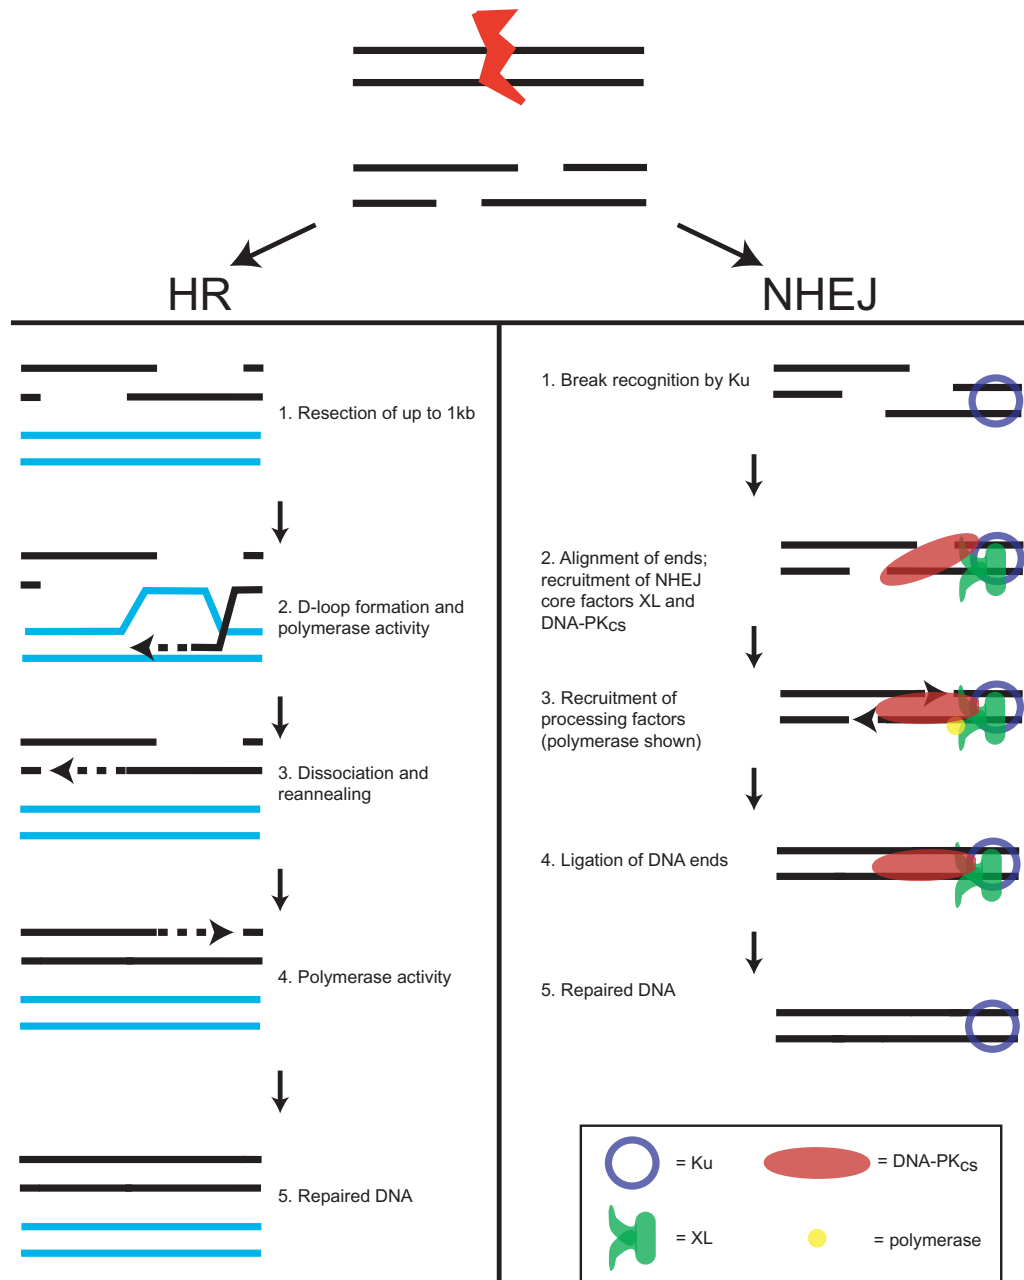 HR
NHEJ
1. Resection of up to 1kb
2. D-loop formation and
polymerase activity
3. Dissociation and
reannealing
4. Polymerase activity
5. Repaired DNA
1. Break recognition by Ku
2. Alignment of ends;
recruitment of NHEJ
core factors XL and
DNA-PKcs
3. Recruitment of
processing factors
(polymerase shown)
4. Ligation of DNA ends
5. Repaired DNA
= Ku
= DNA-PKcs
= XL
= polymerase